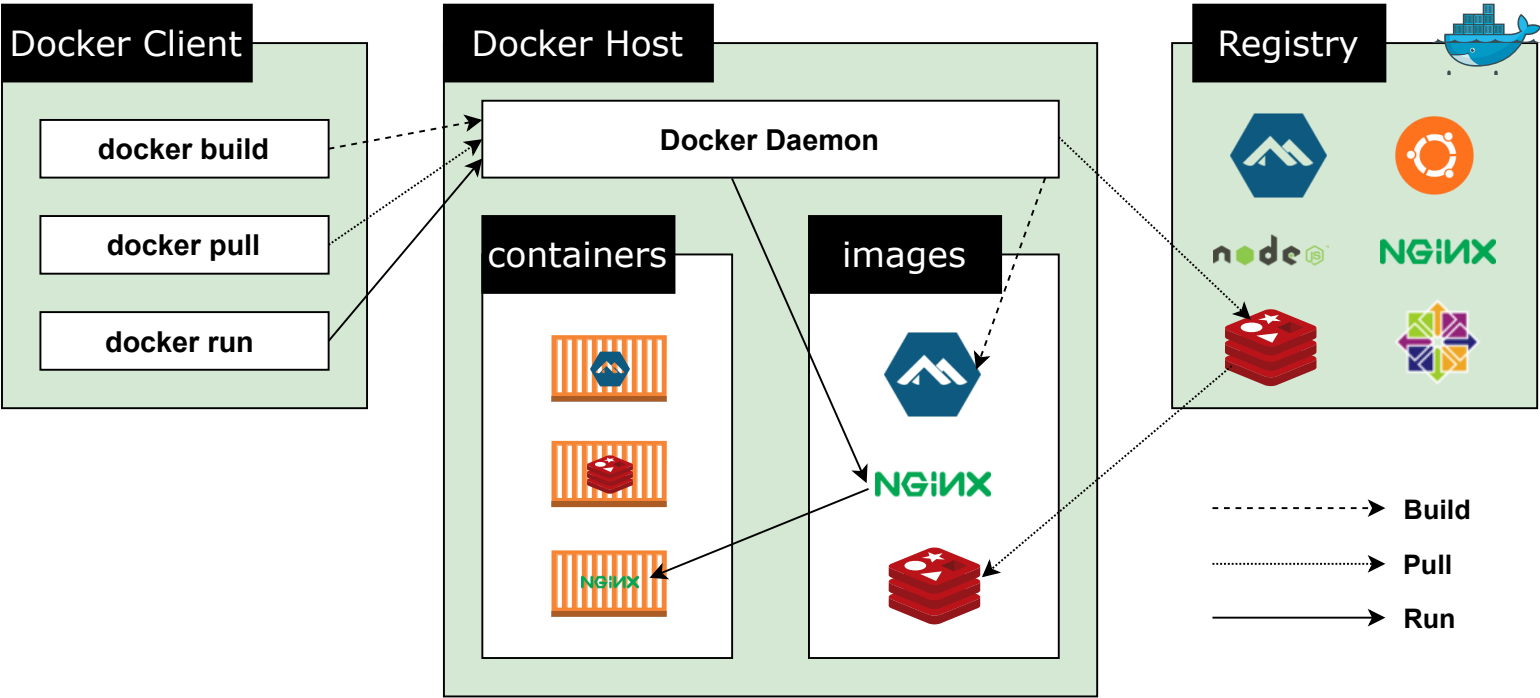 Docker Client
docker build
docker pull
docker run
Docker Host
Docker Daemon
containers
NGiNX
images
NGiNX
Registry
node JS
NGiNX
Build
Pull
Run